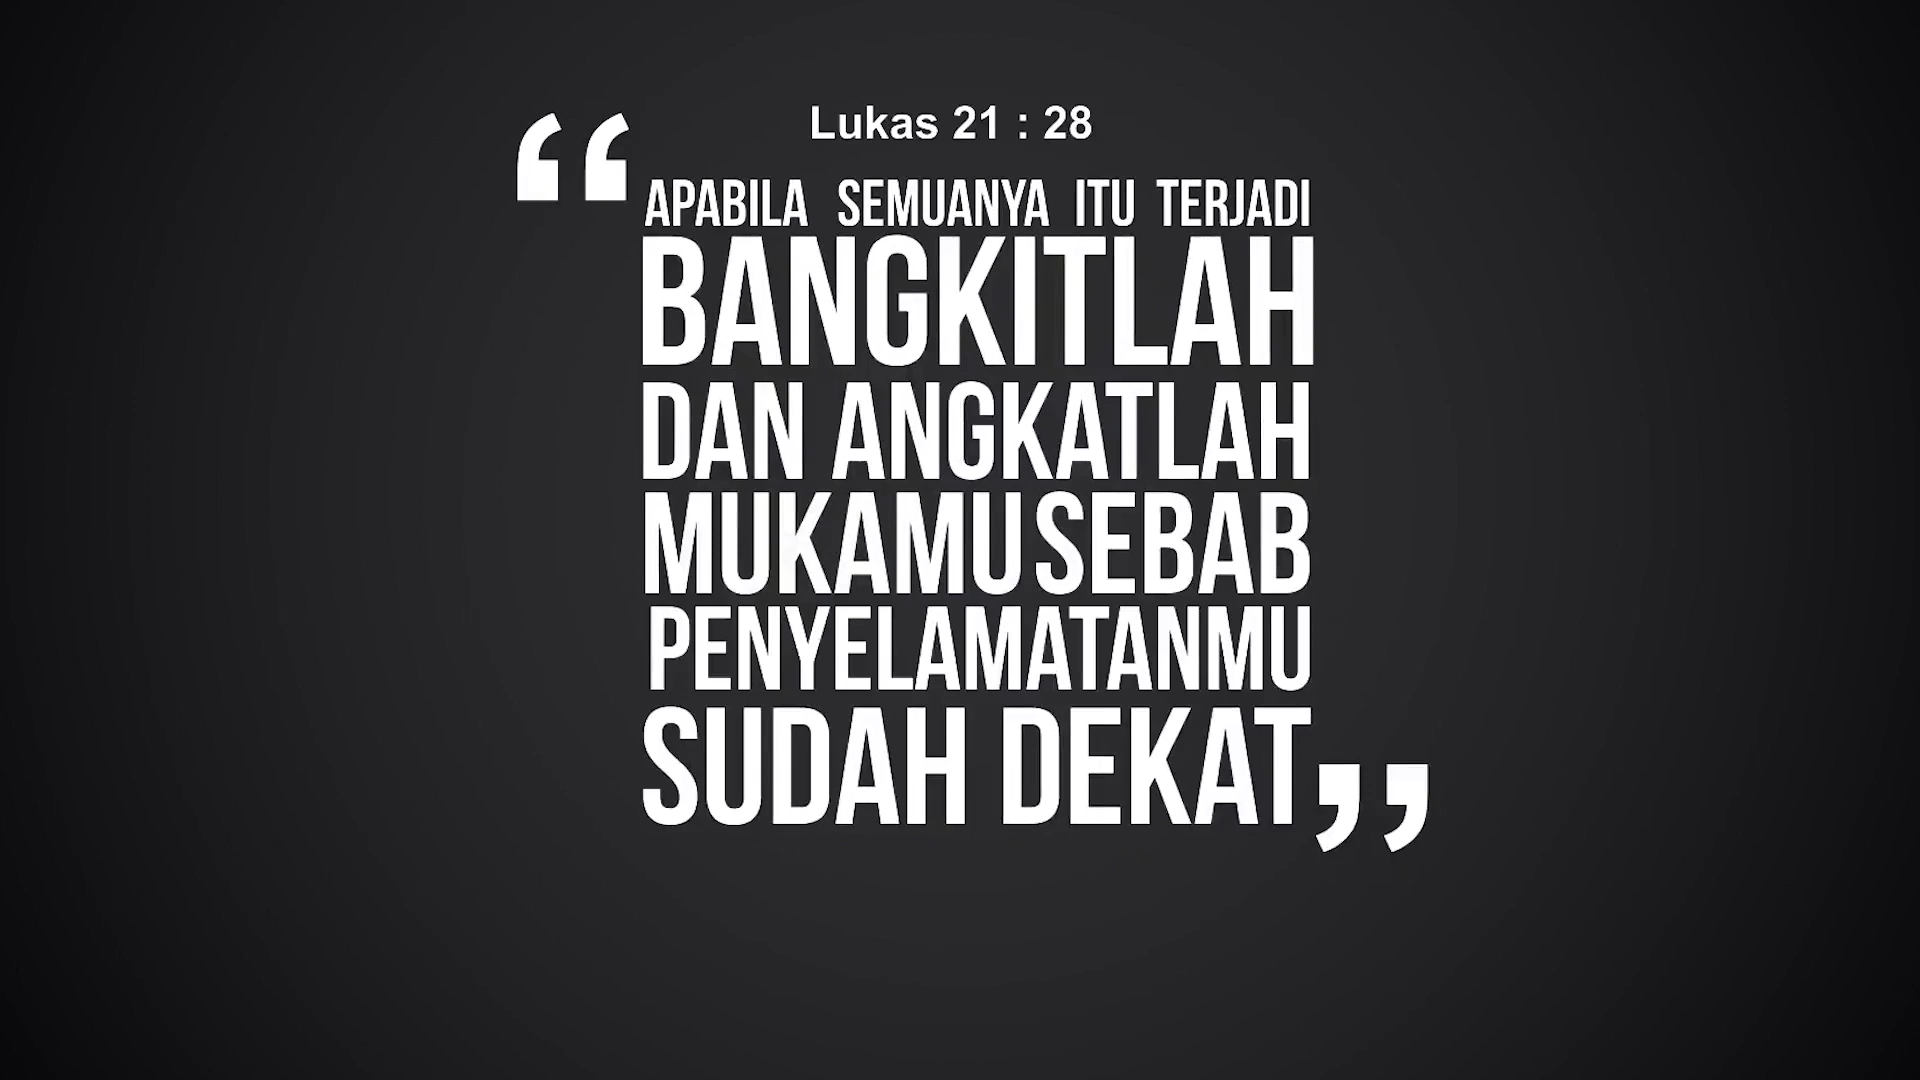 Lukas 21 : 28
“APABILA SEMUANYA ITU TERJADI
BANGKITLAH
DAN ANGKATLAH
MUKAMU SEBAB
PENYELAMATANMU
SUDAH DEKAT”